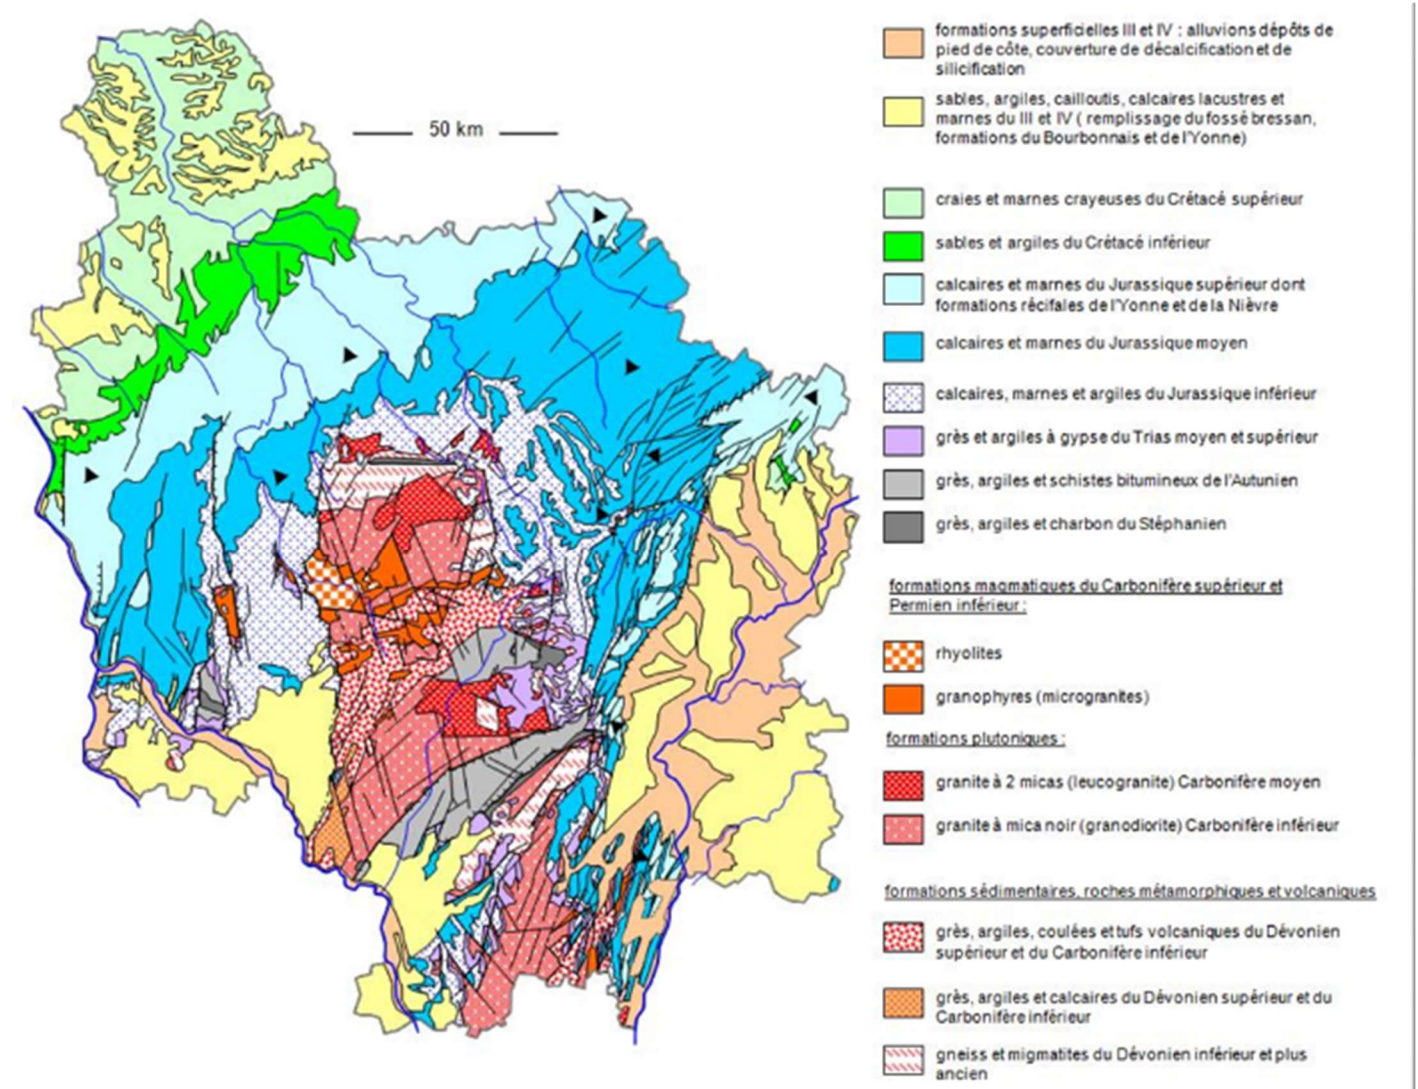 formations superficielles III et IV : alluvions dépôts de
pied de côte, couverture de décalcification et de
silicification
50 km
sables, argiles, cailloutis, calcaires lacustres et
marnes du III et IV ( remplissage du fossé bressan,
formations du Bourbonnais et de l'Yonne)
craies et marnes crayeuses du Crétacé supérieur
sables et argiles du Crétacé inférieur
calcaires et marnes du Jurassique supérieur dont
formations récifales de l'Yonne et de la Nièvre
calcaires et marnes du Jurassique moyen
calcaires, marnes et argiles du Jurassique inférieur
grès et argiles à gypse du Trias moyen et supérieur
grès, argiles et schistes bitumineux de l'Autunien
grès, argiles et charbon du Stéphanien
formations magmatiques du Carbonifère supérieur et
Permien inférieur :
rhyolites
granophyres (microgranites)
formations plutoniques :
granite à 2 micas (leucogranite) Carbonifère moyen
granite à mica noir (granodiorite) Carbonifère inférieur
formations sédimentaires, roches métamorphiques et volcaniques
grès, argiles, coulées et tufs volcaniques du Dévonien
supérieur et du Carbonifère inférieur
grès, argiles et calcaires du Dévonien supérieur et du
Carbonifère inférieur
gneiss et migmatites du Dévonien inférieur et plus
ancien